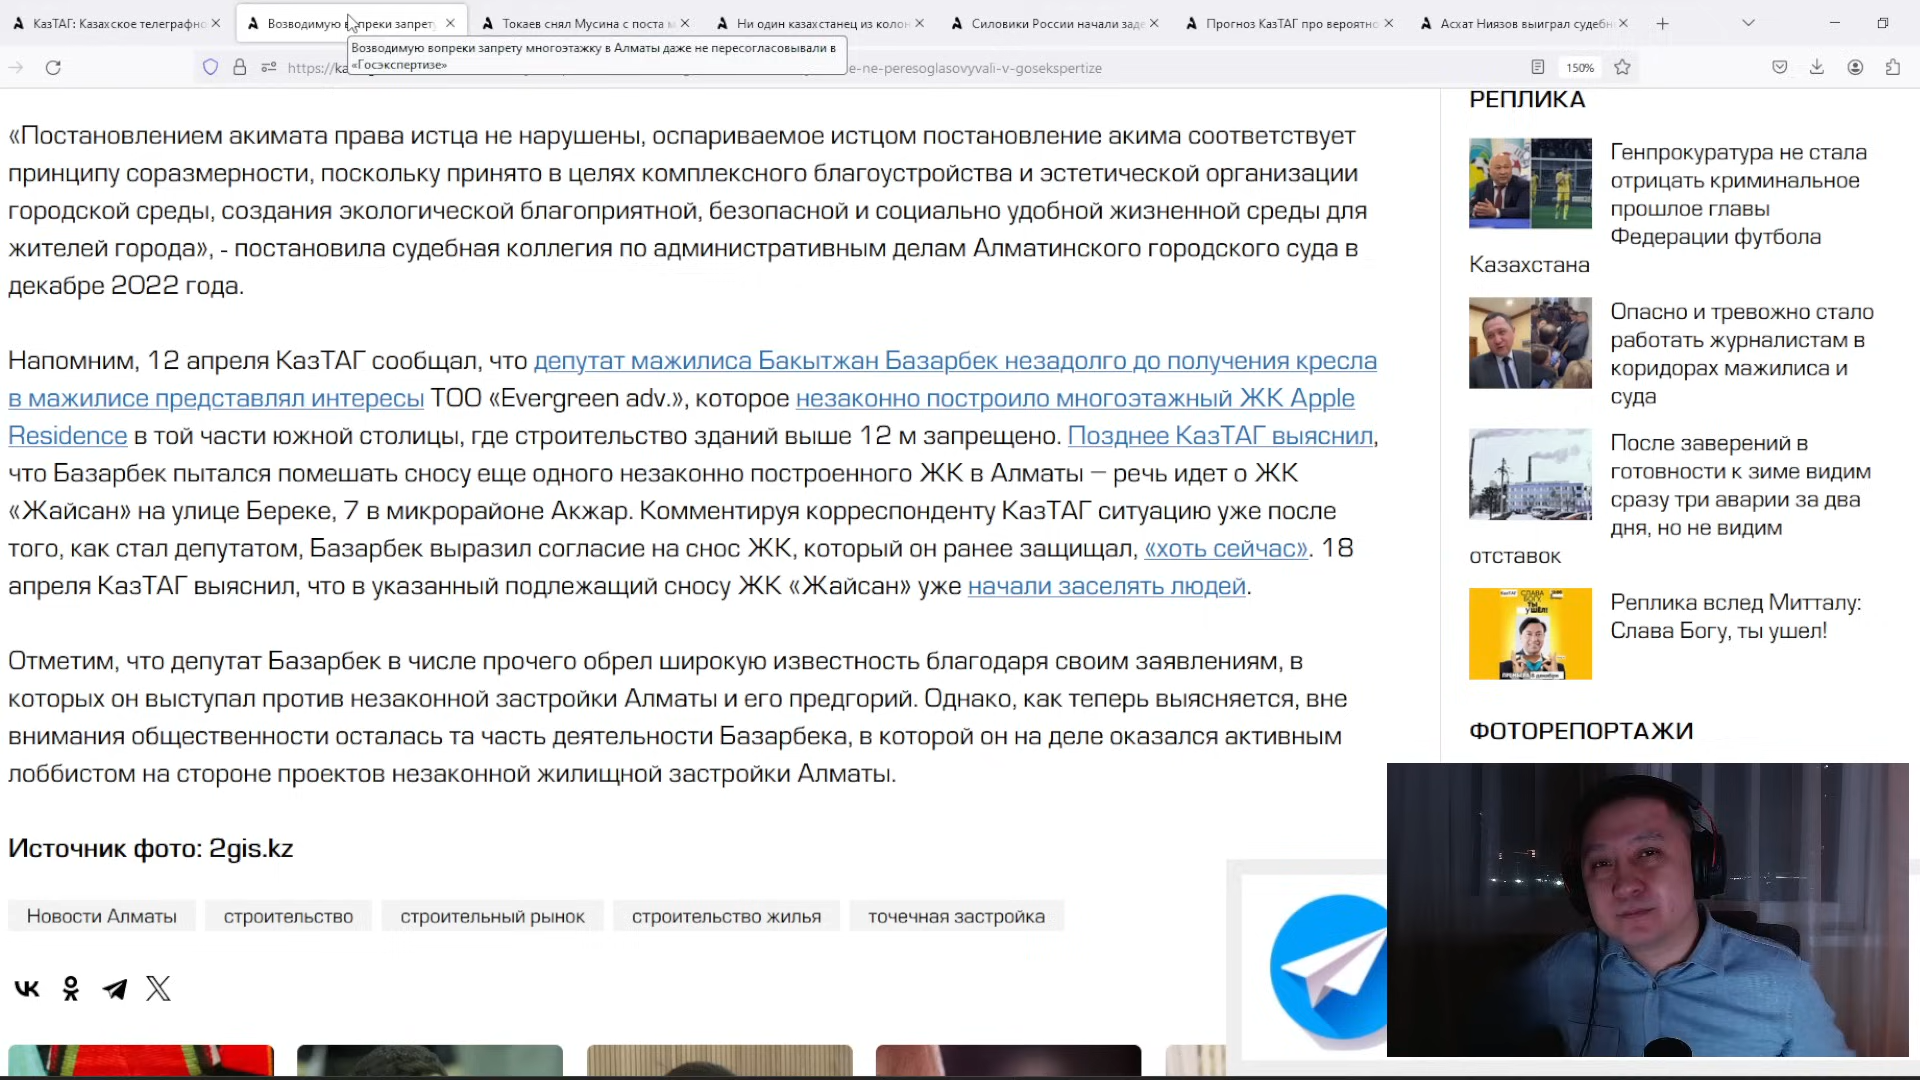 КазТАГ: Казахское телеграфно
Возводимую вопреки запрету
Токаев снял Мусина с поста м
Ни один казахстанец из колон
Силовики России начали заде
Прогноз КазТАГ про вероятно
Асхат Ниязов выиграл судебн
Возводимую вопреки запрету многоэтажку в Алматы даже не пересогласовывали в
«Госэкспертизе»
https://ka
e-ne-peresoglasovyvali-v-gosekspertize
150%
«Постановлением акимата права истца не нарушены, оспариваемое истцом постановление акима соответствует
принципу соразмерности, поскольку принято в целях комплексного благоустройства и эстетической организации
городской среды, создания экологической благоприятной, безопасной и социально удобной жизненной среды для
жителей города», - постановила судебная коллегия по административным делам Алматинского городского суда в
декабре 2022 года.
Напомним, 12 апреля КазТАГ сообщал, что депутат мажилиса Бакытжан Базарбек незадолго до получения кресла
в мажилисе представлял интересы ТОО «Evergreen adv.», которое незаконно построило многоэтажный ЖК Apple
Residence в той части южной столицы, где строительство зданий выше 12 м запрещено. Позднее КазТАГ выяснил,
что Базарбек пытался помешать сносу еще одного незаконно построенного ЖК в Алматы – речь идет о ЖК
«Жайсан» на улице Береке, 7 в микрорайоне Акжар. Комментируя корреспонденту КазТАГ ситуацию уже после
того, как стал депутатом, Базарбек выразил согласие на снос ЖК, который он ранее защищал, «хоть сейчас». 18
апреля КазТАГ выяснил, что в указанный подлежащий сносу ЖК «Жайсан» уже начали заселять людей.
Отметим, что депутат Базарбек в числе прочего обрел широкую известность благодаря своим заявлениям, в
которых он выступал против незаконной застройки Алматы и его предгорий. Однако, как теперь выясняется, вне
внимания общественности осталась та часть деятельности Базарбека, в которой он на деле оказался активным
лоббистом на стороне проектов незаконной жилищной застройки Алматы.
Источник фото: 2gis.kz
Новости Алматы
строительство
строительный рынок
строительство жилья
точечная застройка
РЕПЛИКА
Генпрокуратура не стала
отрицать криминальное
прошлое главы
Федерации футбола
Казахстана
Опасно и тревожно стало
работать журналистам в
коридорах мажилиса и
суда
После заверений в
готовности к зиме видим
сразу три аварии за два
дня, но не видим
отставок
СЛАВА
БОГУ,
ТЫ
УШЁЛ!
Реплика вслед Митталу:
Слава Богу, ты ушел!
ФОТОРЕПОРТАЖИ